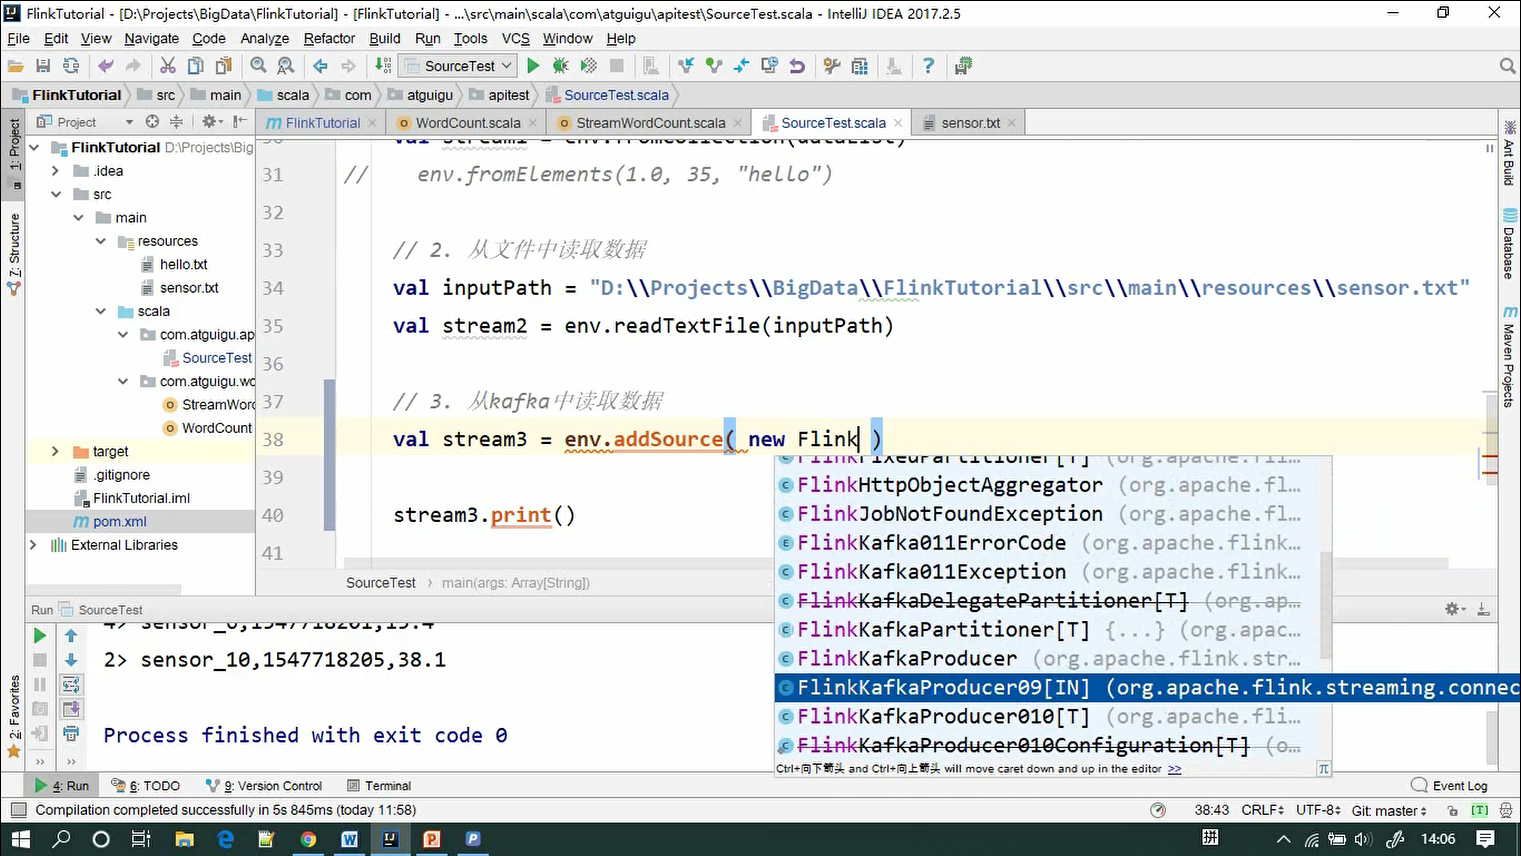 FlinkTutorial - [D:\Projects\BigData\FlinkTutorial] - [FlinkTutorial] - ...\src\main\scala\com\atguigu\apitest\SourceTest.scala - IntelliJ IDEA 2017.2.5
File Edit View Navigate Code Analyze Refactor Build Run Tools VCS Window Help
SourceTest
FlinkTutorial src main scala com atguigu apitest SourceTest.scala
Project
FlinkTutorial WordCount.scala StreamWordCount.scala SourceTest.scala sensor.txt
1: Project
7: Structure
2: Favorites
FlinkTutorial D:\Projects\Big
.idea
src
main
resources
hello.txt
sensor.txt
scala
com.atguigu.ap
SourceTest
com.atguigu.wo
StreamWor
WordCount
target
.gitignore
FlinkTutorial.iml
pom.xml
External Libraries
val stream1 = env.fromCollection(dataList)
31 // env.fromElements(1.0, 35, "hello")
32
33 // 2. 从文件中读取数据
34 val inputPath = "D:\\Projects\\BigData\\FlinkTutorial\\src\\main\\resources\\sensor.txt"
35 val stream2 = env.readTextFile(inputPath)
36
37 // 3. 从kafka中读取数据
38 val stream3 = env.addSource( new Flink )
39
40 stream3.print()
41
FlinkFixedPartitioner[T] (org.apache.fl...
FlinkHttpObjectAggregator (org.apache.fl...
FlinkJobNotFoundException (org.apache.fl...
FlinkKafka011ErrorCode (org.apache.flink...
FlinkKafka011Exception (org.apache.flink...
FlinkKafkaDelegatePartitioner[T] (org.ap...
FlinkKafkaPartitioner[T] {...} (org.apac...
FlinkKafkaProducer (org.apache.flink.str...
FlinkKafkaProducer09[IN] (org.apache.flink.streaming.connec
FlinkKafkaProducer010[T] (org.apache.fli...
FlinkKafkaProducer010Configuration[T] (o...
Ctrl+向下箭头 and Ctrl+向上箭头 will move caret down and up in the editor >> π
SourceTest main(args: Array[String])
Ant Build
Database
Maven Projects
Run SourceTest
2> sensor_10,1547718205,38.1
Process finished with exit code 0
4: Run 6: TODO 9: Version Control Terminal Event Log
Compilation completed successfully in 5s 845ms (today 11:58) 38:43 CRLF UTF-8 Git: master [T]
拼 14:06